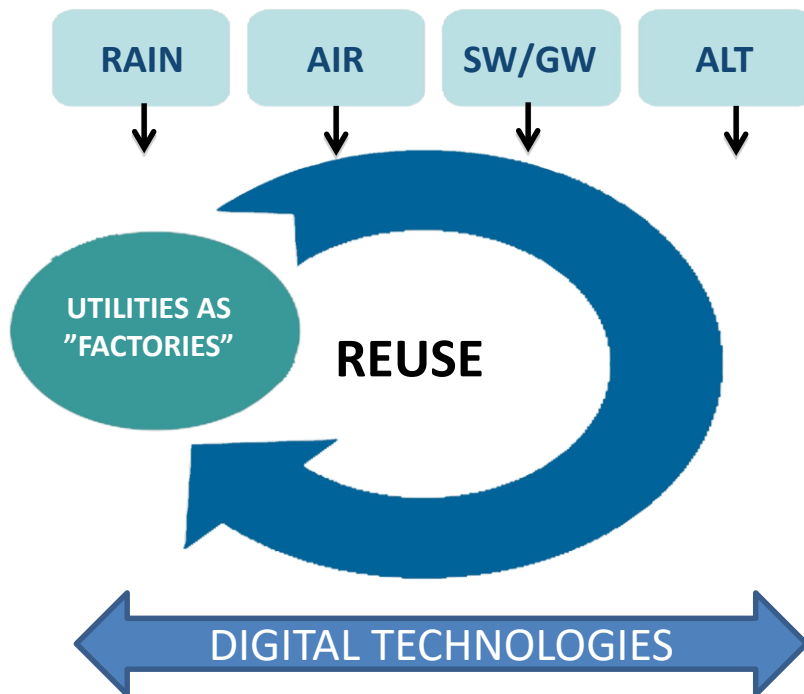 RAIN
AIR
SW/GW
ALT
UTILITIES AS
”FACTORIES”
REUSE
DIGITAL TECHNOLOGIES